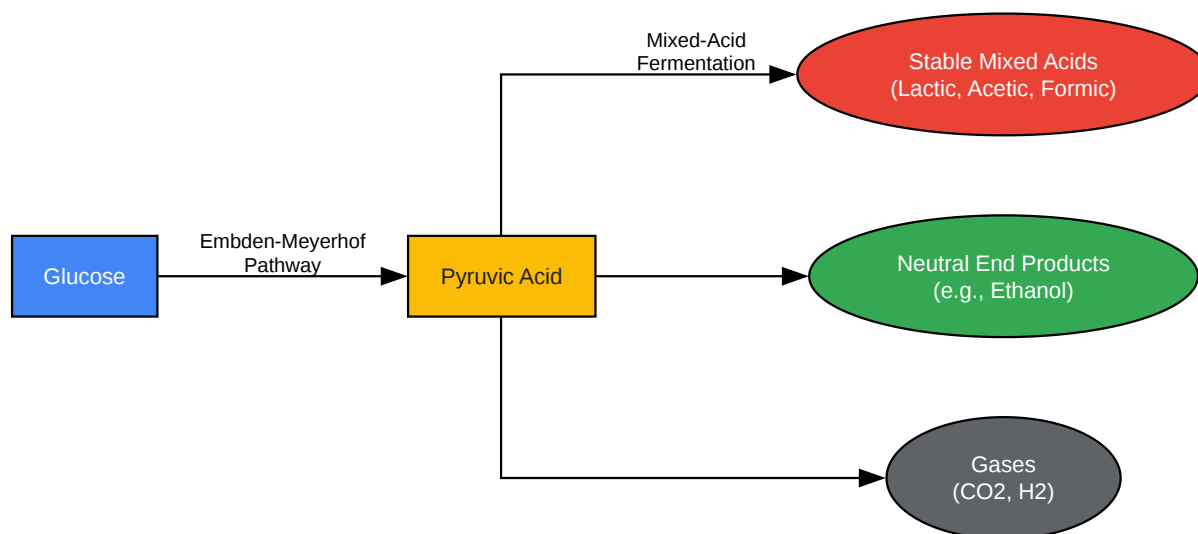 Mixed-Acid
Fermentation
Stable Mixed Acids
(Lactic, Acetic, Formic)
Glucose
Embden-Meyerhof
Pathway
Pyruvic Acid
Neutral End Products
(e.g., Ethanol)
Gases
(CO2, H2)